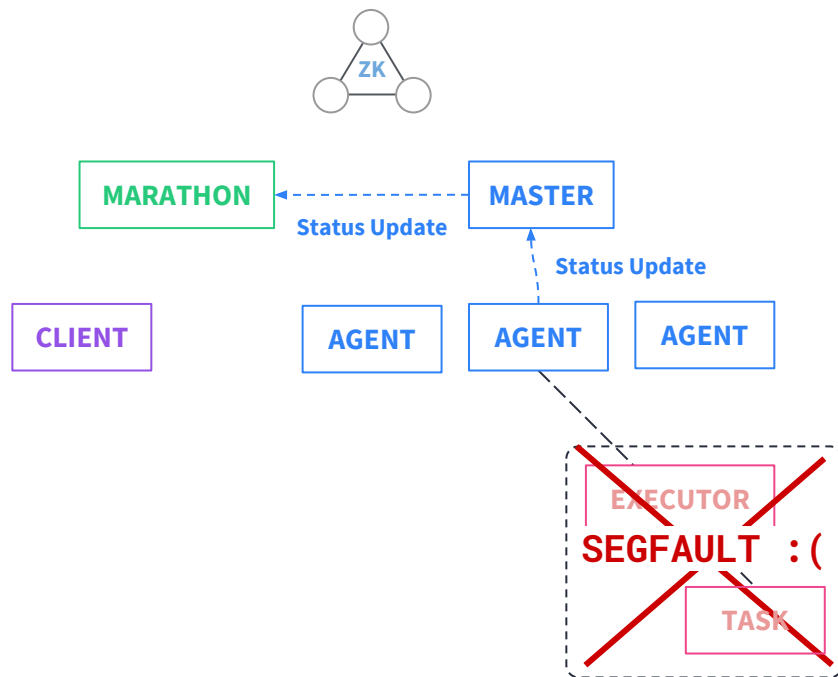 ZK
MARATHON
MASTER
Status Update
Status Update
CLIENT
AGENT
AGENT
AGENT
EXECUTOR
SEGFAULT :(
TASK